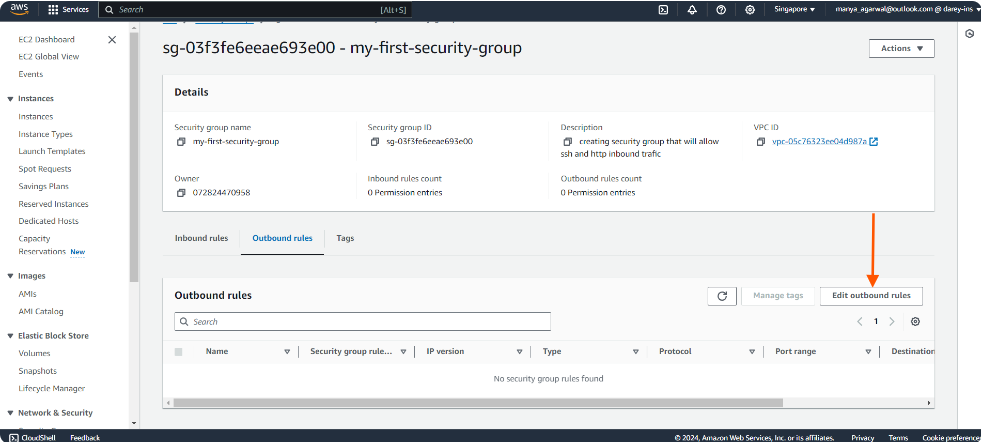 aws
Services
Search
[Alt+S]
Singapore
manya_agarwal@outlook.com @ darey-ins
EC2 Dashboard
EC2 Global View
Events
Instances
Instances
Instance Types
Launch Templates
Spot Requests
Savings Plans
Reserved Instances
Dedicated Hosts
Capacity
Reservations New
Images
AMIs
AMI Catalog
Elastic Block Store
Volumes
Snapshots
Lifecycle Manager
Network & Security
sg-03f3fe6eeae693e00 - my-first-security-group
Actions
Details
Security group name
my-first-security-group
Security group ID
sg-03f3fe6eeae693e00
Description
creating security group that will allow
ssh and http inbound trafic
VPC ID
vpc-05c76323ee04d987a
Owner
072824470958
Inbound rules count
0 Permission entries
Outbound rules count
0 Permission entries
Inbound rules
Outbound rules
Tags
Outbound rules
Manage tags
Edit outbound rules
Search
1
Name
Security group rule...
IP version
Type
Protocol
Port range
Destination
No security group rules found
CloudShell
Feedback
© 2024, Amazon Web Services, Inc. or its affiliates.
Privacy
Terms
Cookie preference